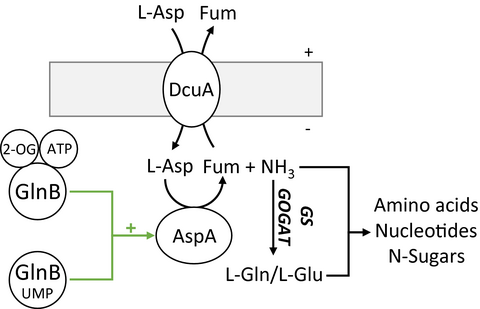 L-Asp Fum
+
DcuA
-
2-OG ATP
GlnB
L-Asp Fum + NH₃
GS
GOGAT
+
AspA
Amino acids
Nucleotides
N-Sugars
GlnB
UMP
L-Gln/L-Glu